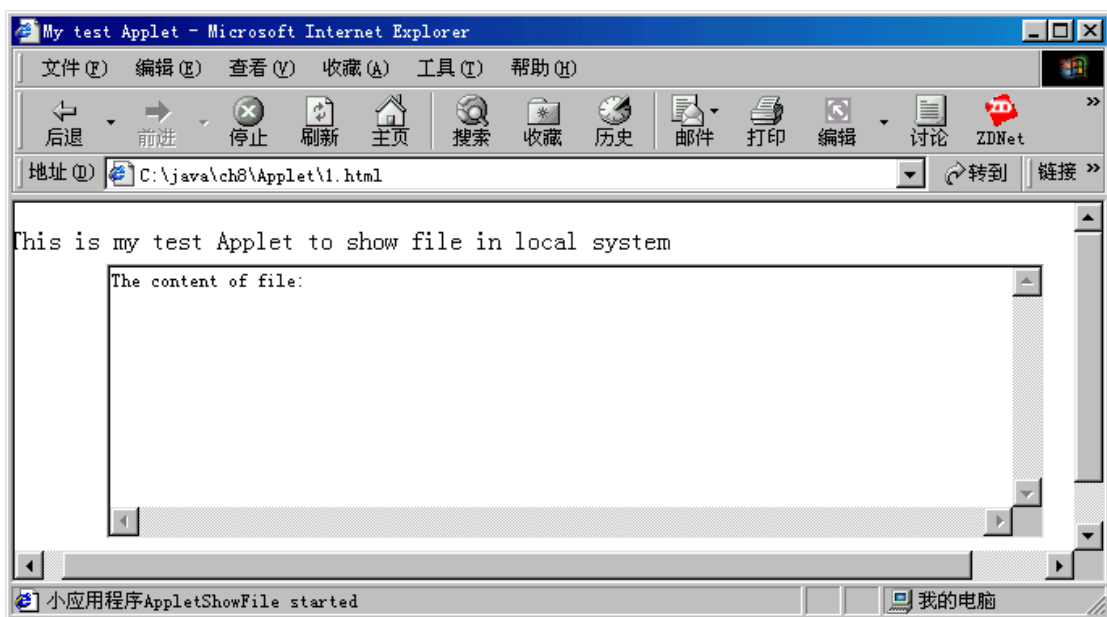 My test Applet - Microsoft Internet Explorer
文件(F) 编辑(E) 查看(V) 收藏(A) 工具(T) 帮助(H)
后退 前进 停止 刷新 主页 搜索 收藏 历史 邮件 打印 编辑 讨论 ZDNet
地址(D) C:\java\ch8\Applet\1.html 转到 链接
This is my test Applet to show file in local system
The content of file:
小应用程序AppletShowFile started 我的电脑